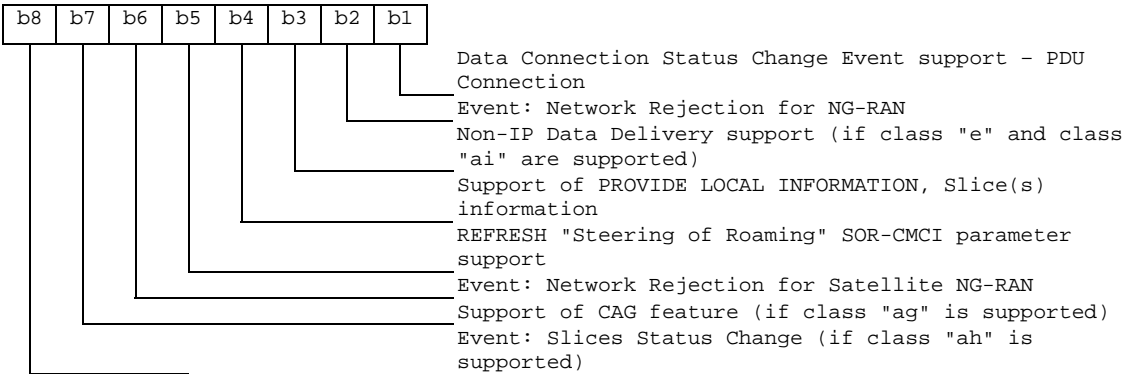 b8 b7 b6 b5 b4 b3 b2 b1
Data Connection Status Change Event support – PDU
Connection
Event: Network Rejection for NG-RAN
Non-IP Data Delivery support (if class "e" and class
"ai" are supported)
Support of PROVIDE LOCAL INFORMATION, Slice(s)
information
REFRESH "Steering of Roaming" SOR-CMCI parameter
support
Event: Network Rejection for Satellite NG-RAN
Support of CAG feature (if class "ag" is supported)
Event: Slices Status Change (if class "ah" is
supported)